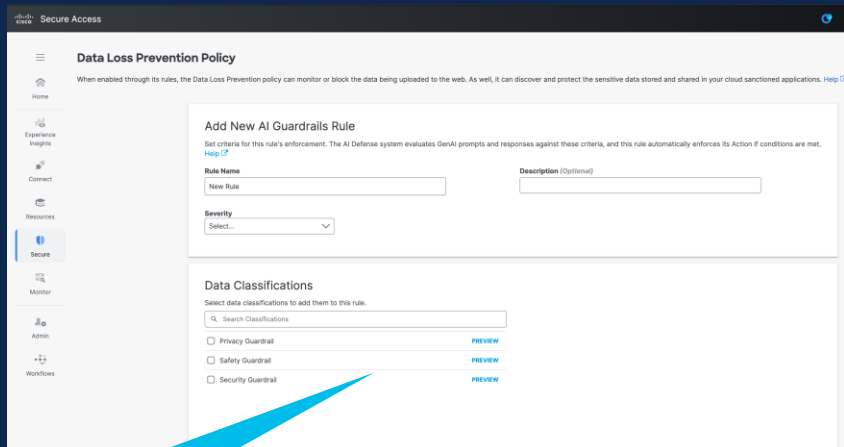 cisco Secure Access
Data Loss Prevention Policy
When enabled through its rules, the Data Loss Prevention policy can monitor or block the data being uploaded to the web. As well, it can discover and protect the sensitive data stored and shared in your cloud sanctioned applications. Help
Home
Experience
Insights
Connect
Resources
Secure
Monitor
Admin
Workflows
Add New AI Guardrails Rule
Set criteria for this rule's enforcement. The AI Defense system evaluates GenAI prompts and responses against these criteria, and this rule automatically enforces its Action if conditions are met.
Help
Rule Name
New Rule
Description (Optional)
Severity
Select...
Data Classifications
Select data classifications to add them to this rule.
Search Classifications
Privacy Guardrail PREVIEW
Safety Guardrail PREVIEW
Security Guardrail PREVIEW